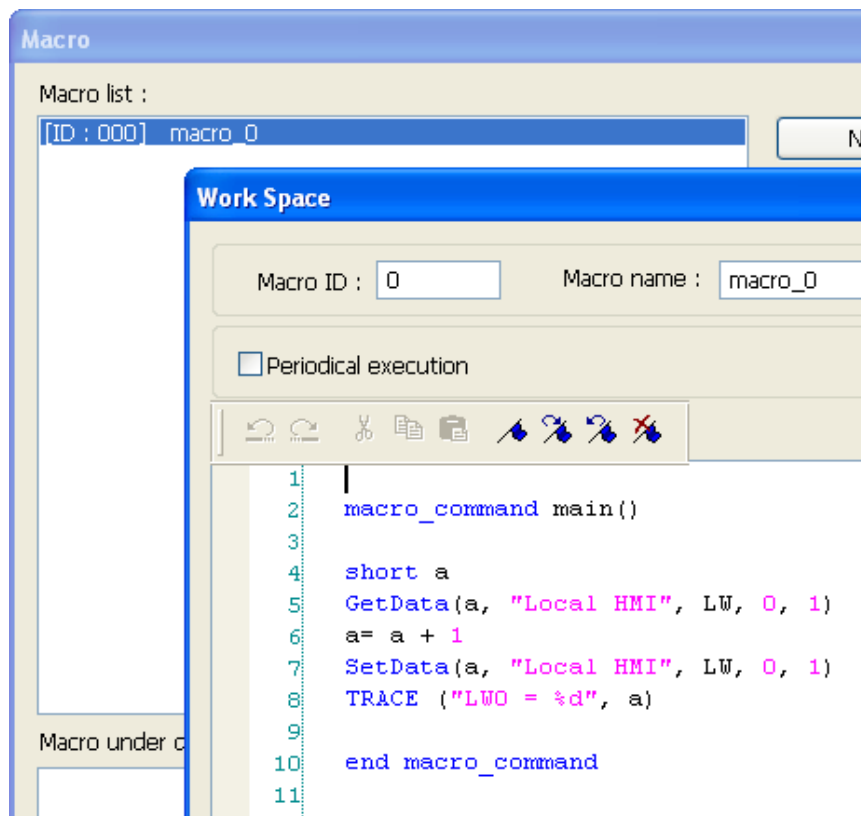 Macro
Macro list :
[ID : 000] macro_0
N
Work Space
Macro ID : 0 Macro name : macro_0
Periodical execution
1
2 macro_command main()
3
4 short a
5 GetData(a, "Local HMI", LW, 0, 1)
6 a= a + 1
7 SetData(a, "Local HMI", LW, 0, 1)
8 TRACE ("LW0 = %d", a)
9
Macro under
10 end macro_command
11